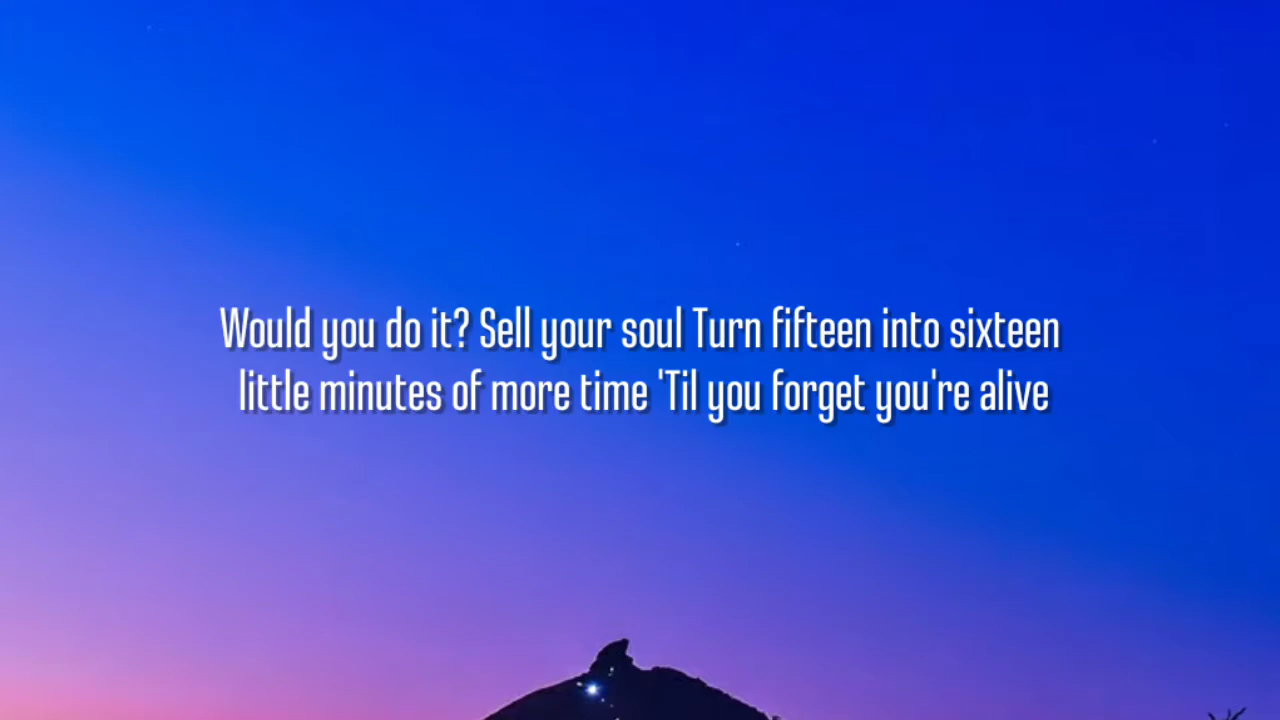 Would you do it? Sell your soul Turn fifteen into sixteen
little minutes of more time 'Til you forget you're alive